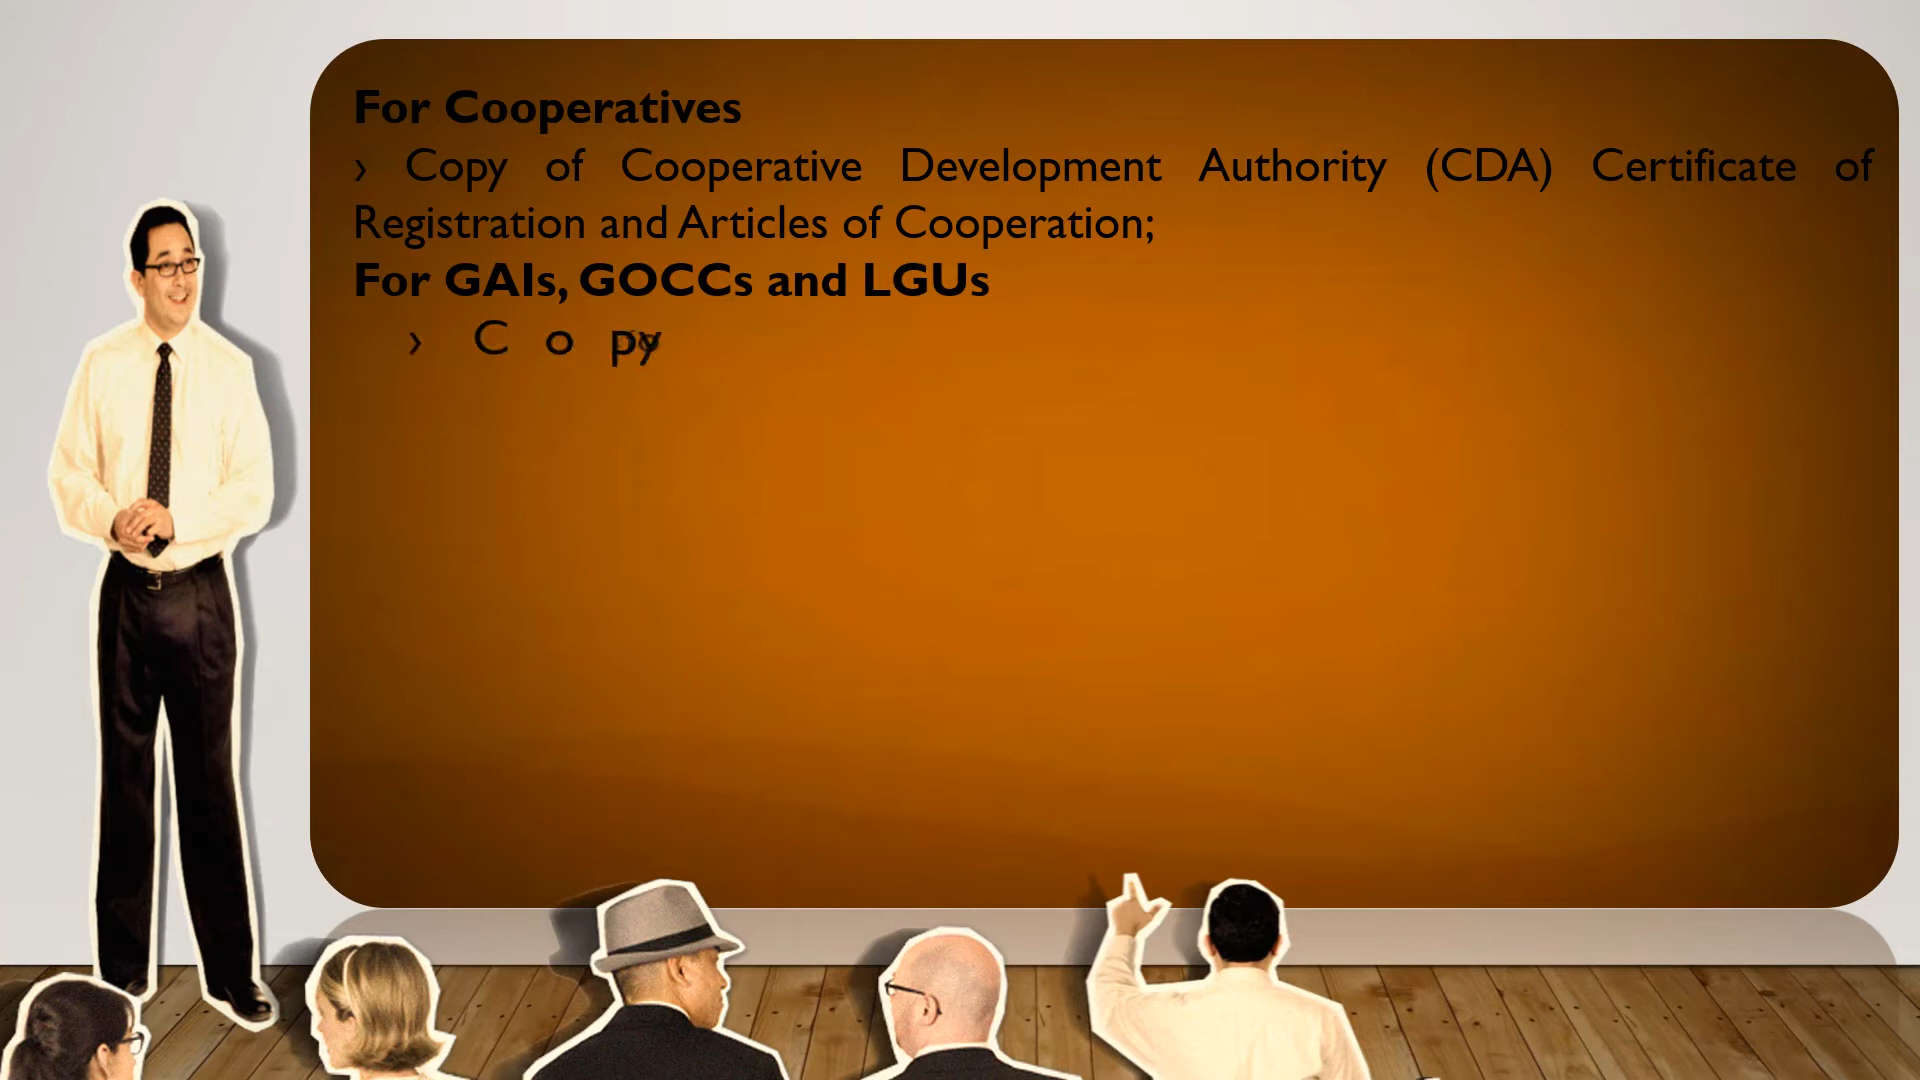 For Cooperatives
› Copy of Cooperative Development Authority (CDA) Certificate of
Registration and Articles of Cooperation;
For GAIs, GOCCs and LGUs
› Copy